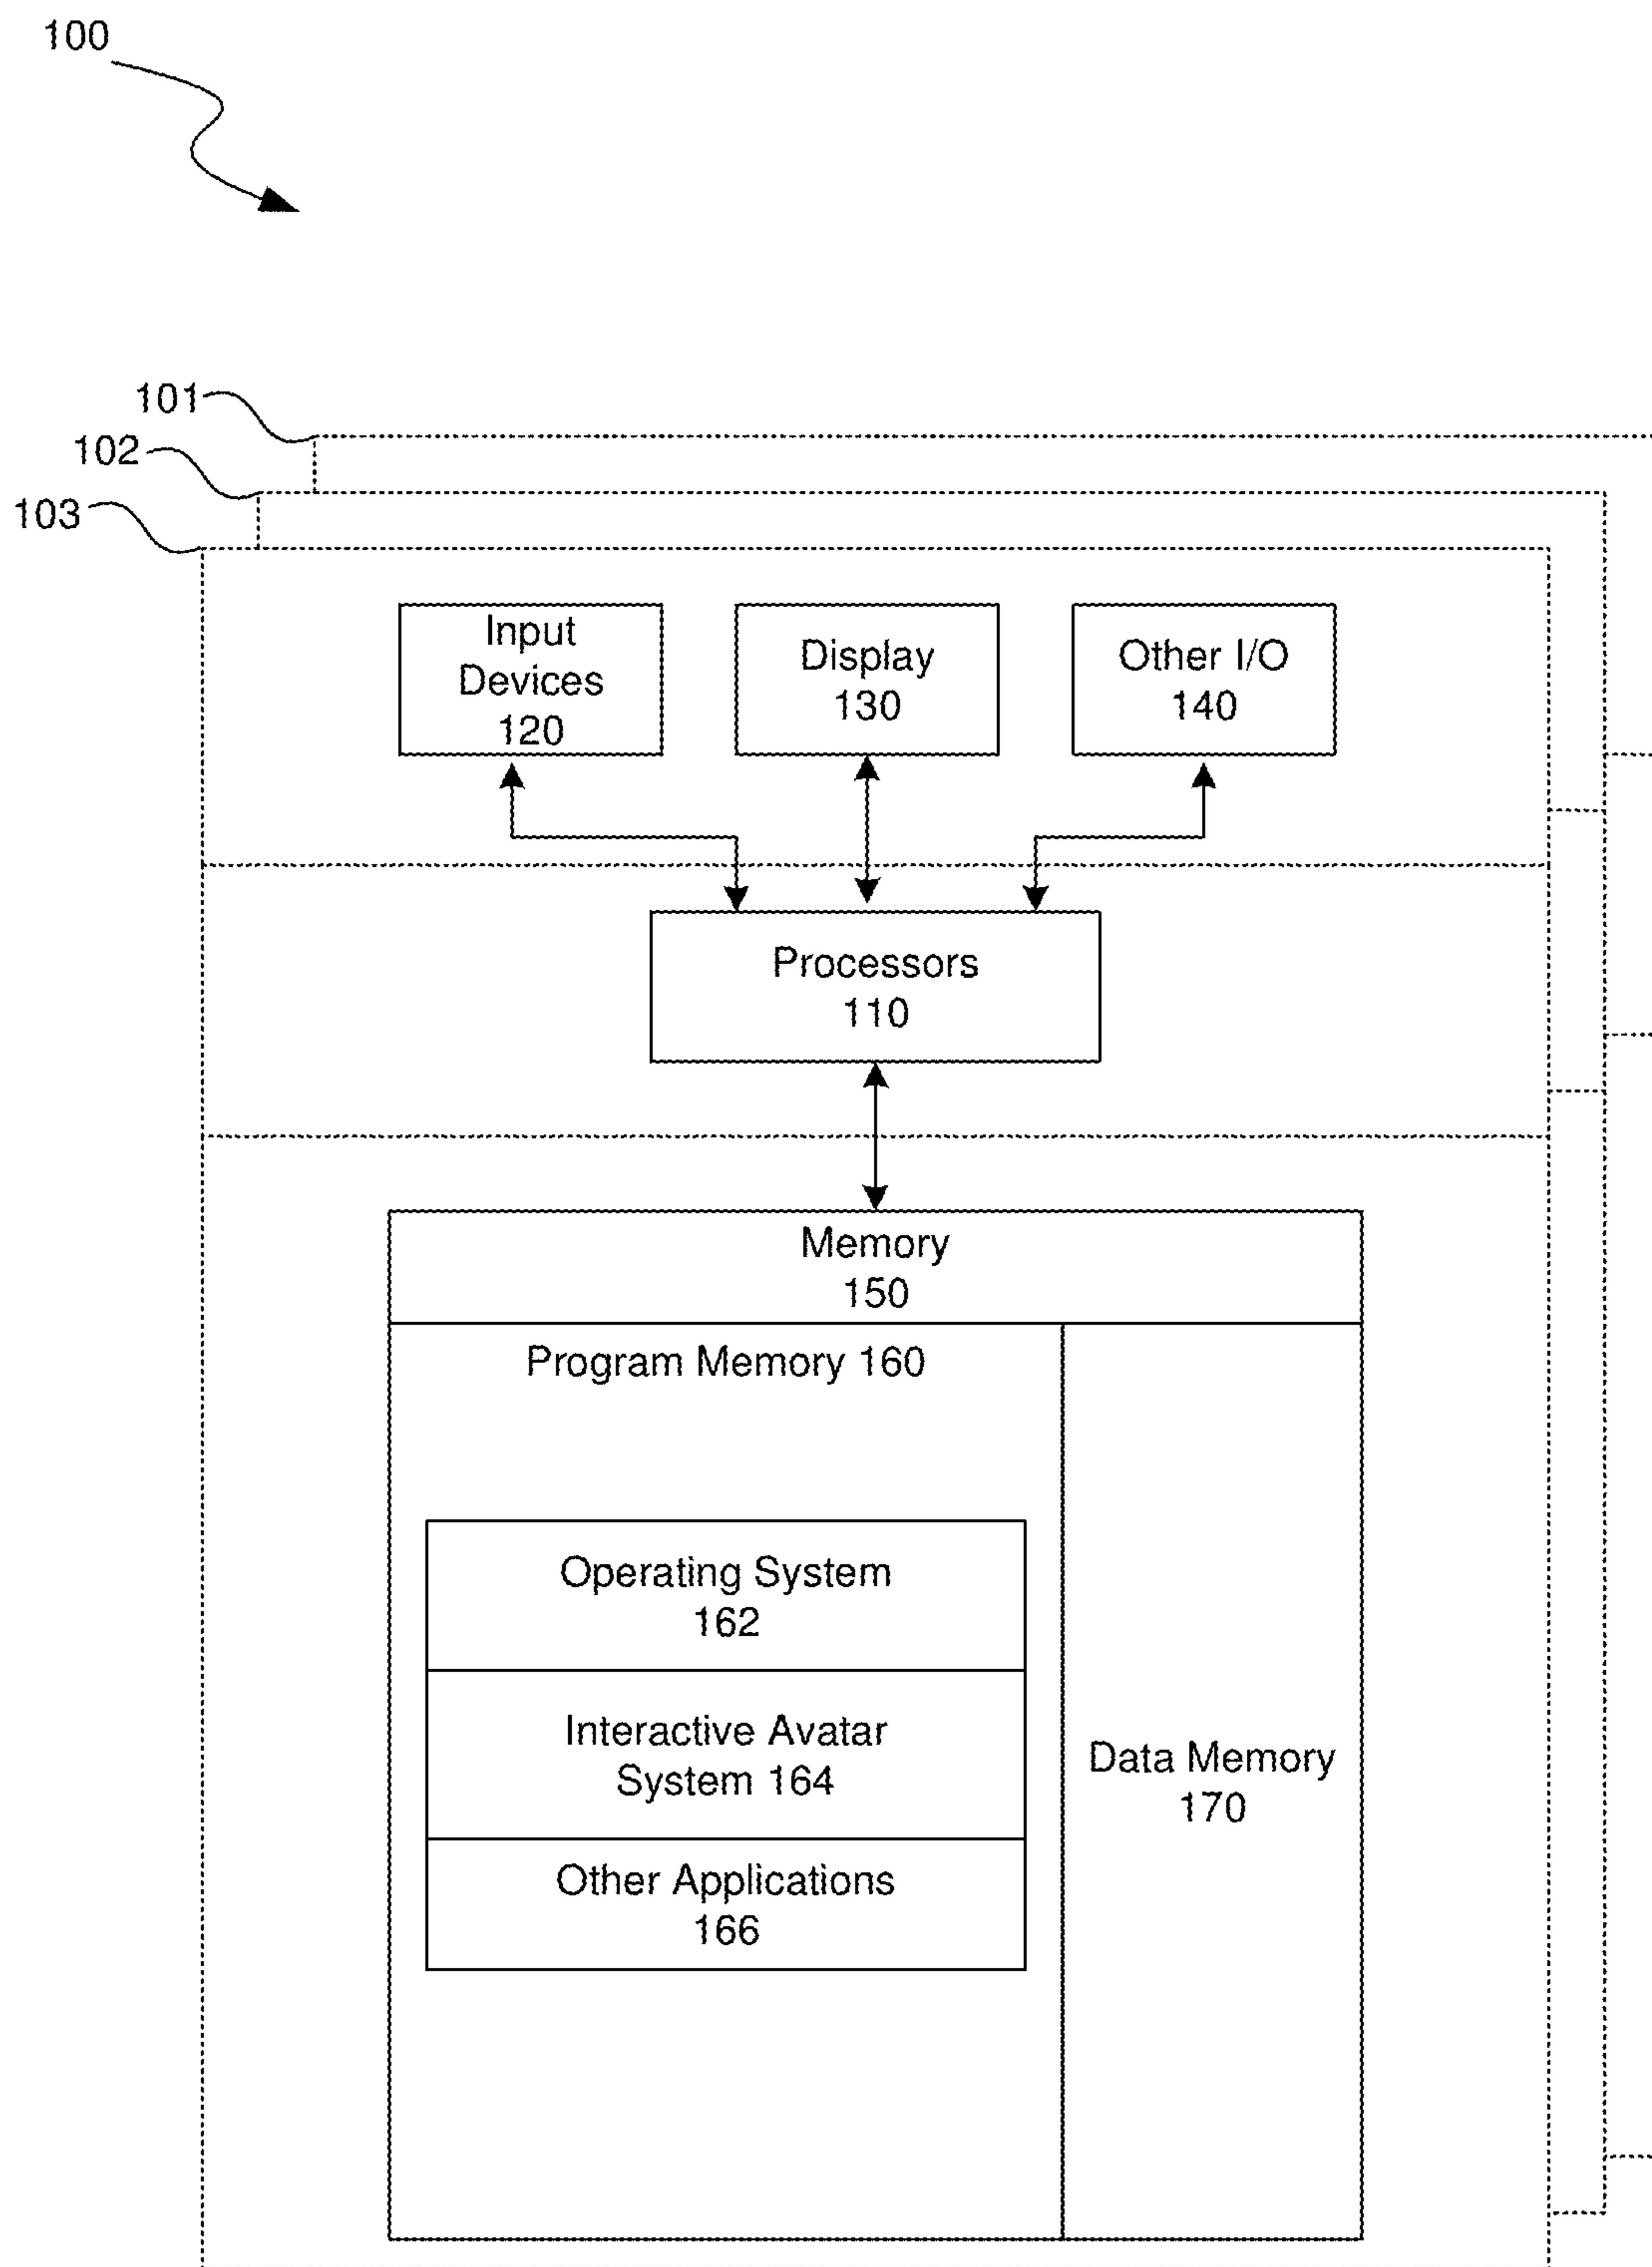 100
101
102
103
Input
Devices
120
Display
130
Other I/O
140
Processors
110
Memory
150
Program Memory 160
Operating System
162
Interactive Avatar
System 164
Other Applications
166
Data Memory
170